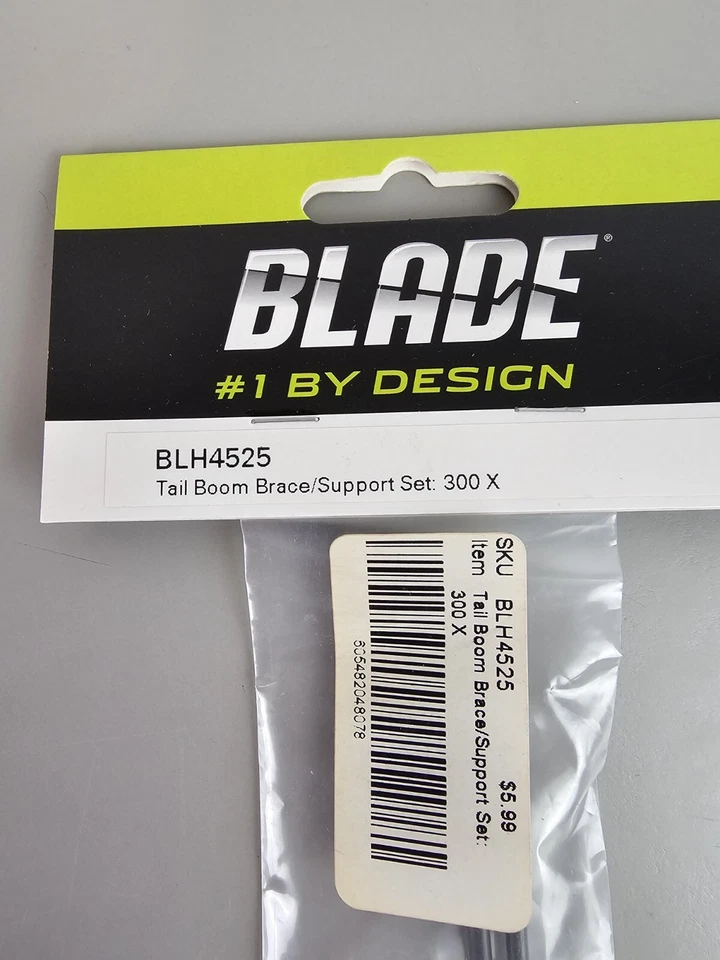 BLADE®
#1 BY DESIGN
BLH4525
Tail Boom Brace/Support Set: 300 X
SKU BLH4525 $5.99
Item Tail Boom Brace/Support Set:
300 X
605482048078